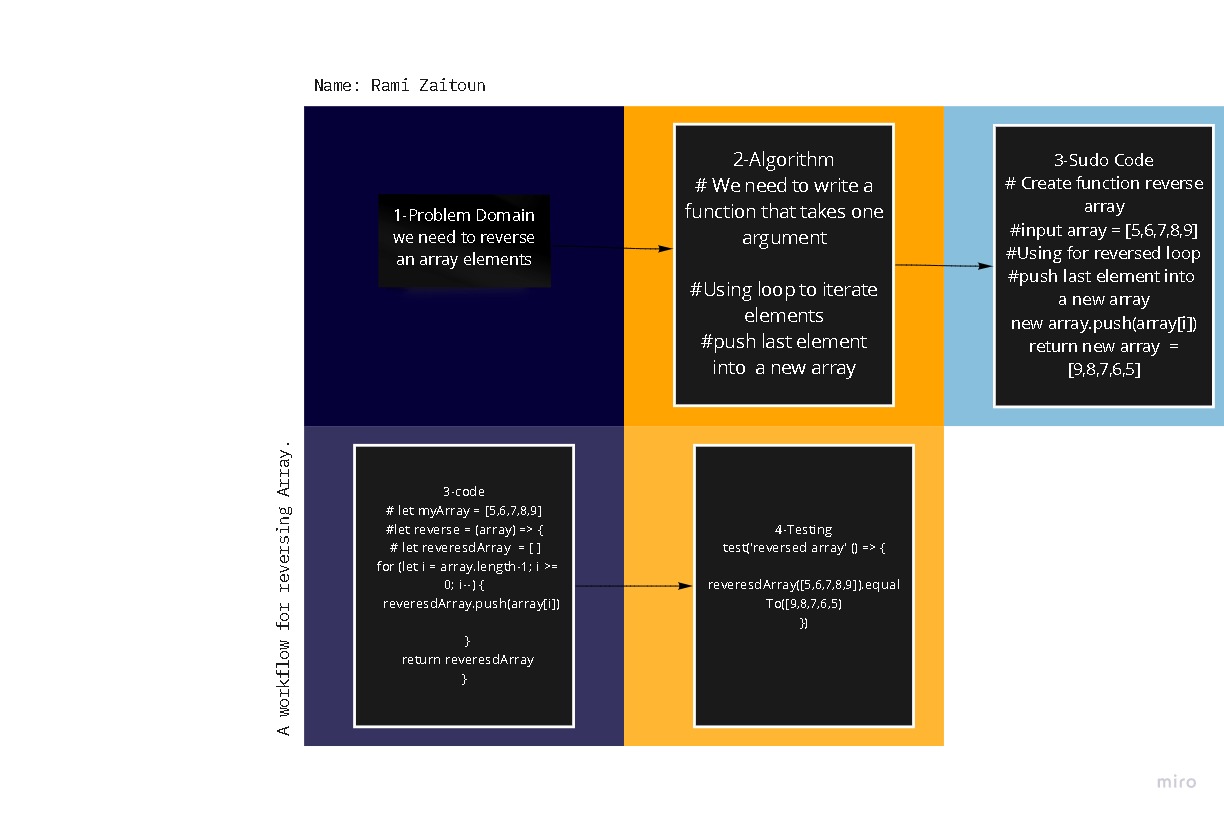 Name: Rami Zaitoun
1-Problem Domain
we need to reverse
an array elements
2-Algorithm
# We need to write a
function that takes one
argument
#Using loop to iterate
elements
#push last element
into a new array
3-Sudo Code
# Create function reverse
array
#input array = [5,6,7,8,9]
#Using for reversed loop
#push last element into
a new array
new array.push(array[i])
return new array =
[9,8,7,6,5]
A workflow for reversing Array.
3-code
# let myArray = [5,6,7,8,9]
#let reverse = (array) => {
# let reveresdArray = [ ]
for (let i = array.length-1; i >=
0; i--) {
reveresdArray.push(array[i])
}
return reveresdArray
}
4-Testing
test('reversed array' () => {
reveresdArray([5,6,7,8,9]).equal
To([9,8,7,6,5)
})
miro